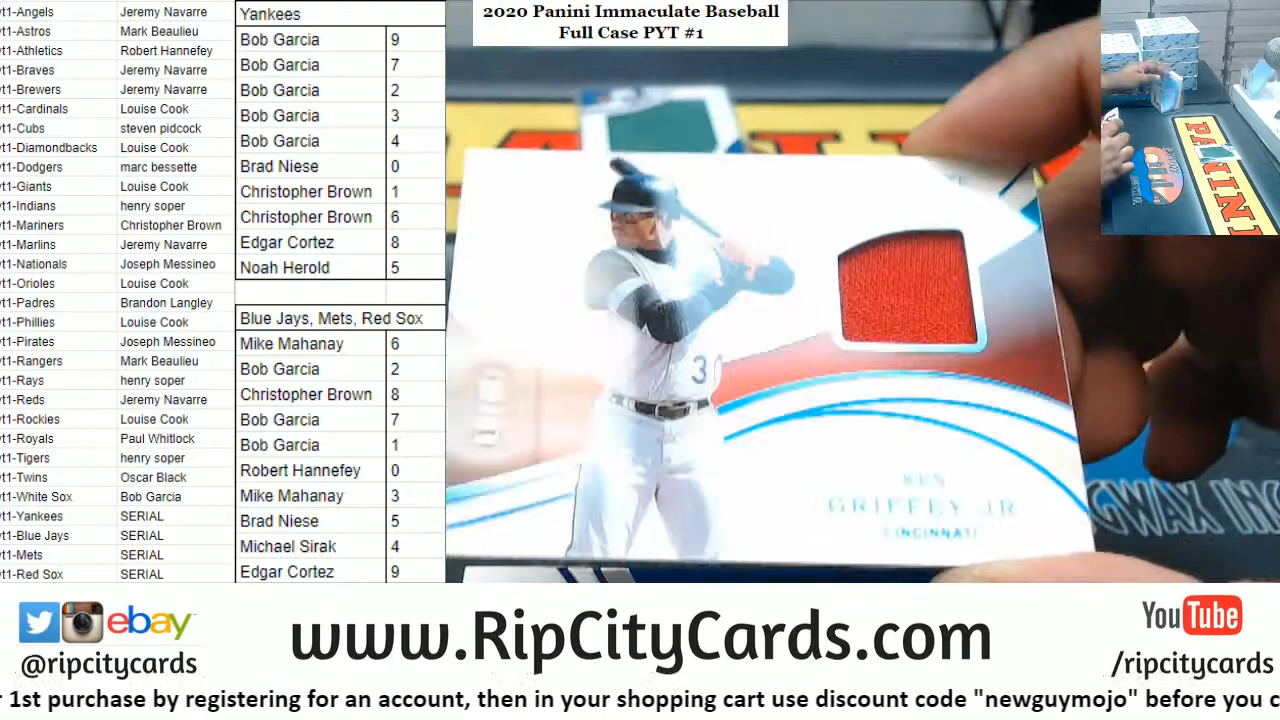 t1-Angels Jeremy Navarre
t1-Astros Mark Beaulieu
t1-Athletics Robert Hannefey
t1-Braves Jeremy Navarre
t1-Brewers Jeremy Navarre
t1-Cardinals Louise Cook
t1-Cubs steven pidcock
t1-Diamondbacks Louise Cook
t1-Dodgers marc bessette
t1-Giants Louise Cook
t1-Indians henry soper
t1-Mariners Christopher Brown
t1-Marlins Jeremy Navarre
t1-Nationals Joseph Messineo
t1-Orioles Louise Cook
t1-Padres Brandon Langley
t1-Phillies Louise Cook
t1-Pirates Joseph Messineo
t1-Rangers Mark Beaulieu
t1-Rays henry soper
t1-Reds Jeremy Navarre
t1-Rockies Louise Cook
t1-Royals Paul Whitlock
t1-Tigers henry soper
t1-Twins Oscar Black
t1-White Sox Bob Garcia
t1-Yankees SERIAL
t1-Blue Jays SERIAL
t1-Mets SERIAL
t1-Red Sox SERIAL
Yankees
Bob Garcia 9
Bob Garcia 7
Bob Garcia 2
Bob Garcia 3
Bob Garcia 4
Brad Niese 0
Christopher Brown 1
Christopher Brown 6
Edgar Cortez 8
Noah Herold 5
Blue Jays, Mets, Red Sox
Mike Mahanay 6
Bob Garcia 2
Christopher Brown 8
Bob Garcia 7
Bob Garcia 1
Robert Hannefey 0
Mike Mahanay 3
Brad Niese 5
Michael Sirak 4
Edgar Cortez 9
2020 Panini Immaculate Baseball
Full Case PYT #1
PANINI
3
KEN
GRIFFEY JR
CINCINNATI
GWAX INC
ebay
@ripcitycards
www.RipCityCards.com
YouTube
/ripcitycards
1st purchase by registering for an account, then in your shopping cart use discount code "newguymojo" before you c